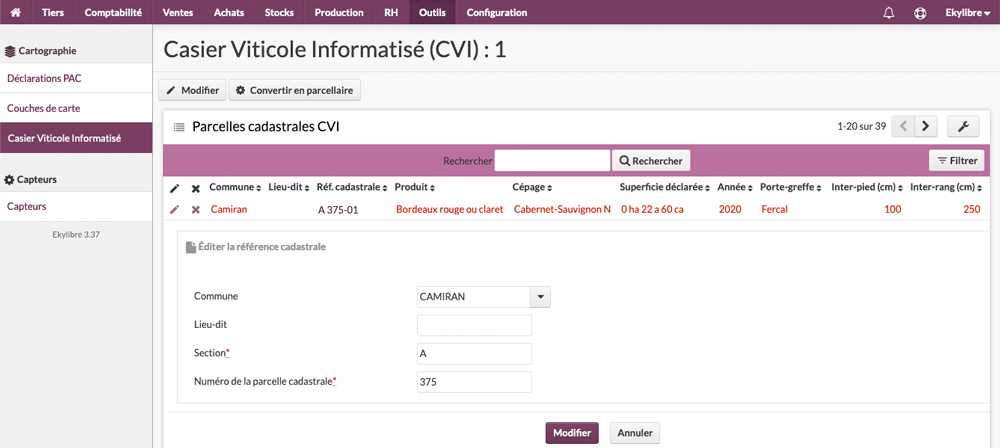 Tiers Comptabilité Ventes Achats Stocks Production RH Outils Configuration Ekylibre
Cartographie
Déclarations PAC
Couches de carte
Casier Viticole Informatisé
Capteurs
Capteurs
Ekylibre 3.37
Casier Viticole Informatisé (CVI) : 1
Modifier Convertir en parcellaire
Parcelles cadastrales CVI 1-20 sur 39
Rechercher Rechercher Filtrer
Commune Lieu-dit Réf. cadastrale Produit Cépage Superficie déclarée Année Porte-greffe Inter-pied (cm) Inter-rang (cm)
Camiran A 375-01 Bordeaux rouge ou claret Cabernet-Sauvignon N 0 ha 22 a 60 ca 2020 Fercal 100 250
Éditer la référence cadastrale
Commune CAMIRAN
Lieu-dit
Section* A
Numéro de la parcelle cadastrale* 375
Modifier Annuler